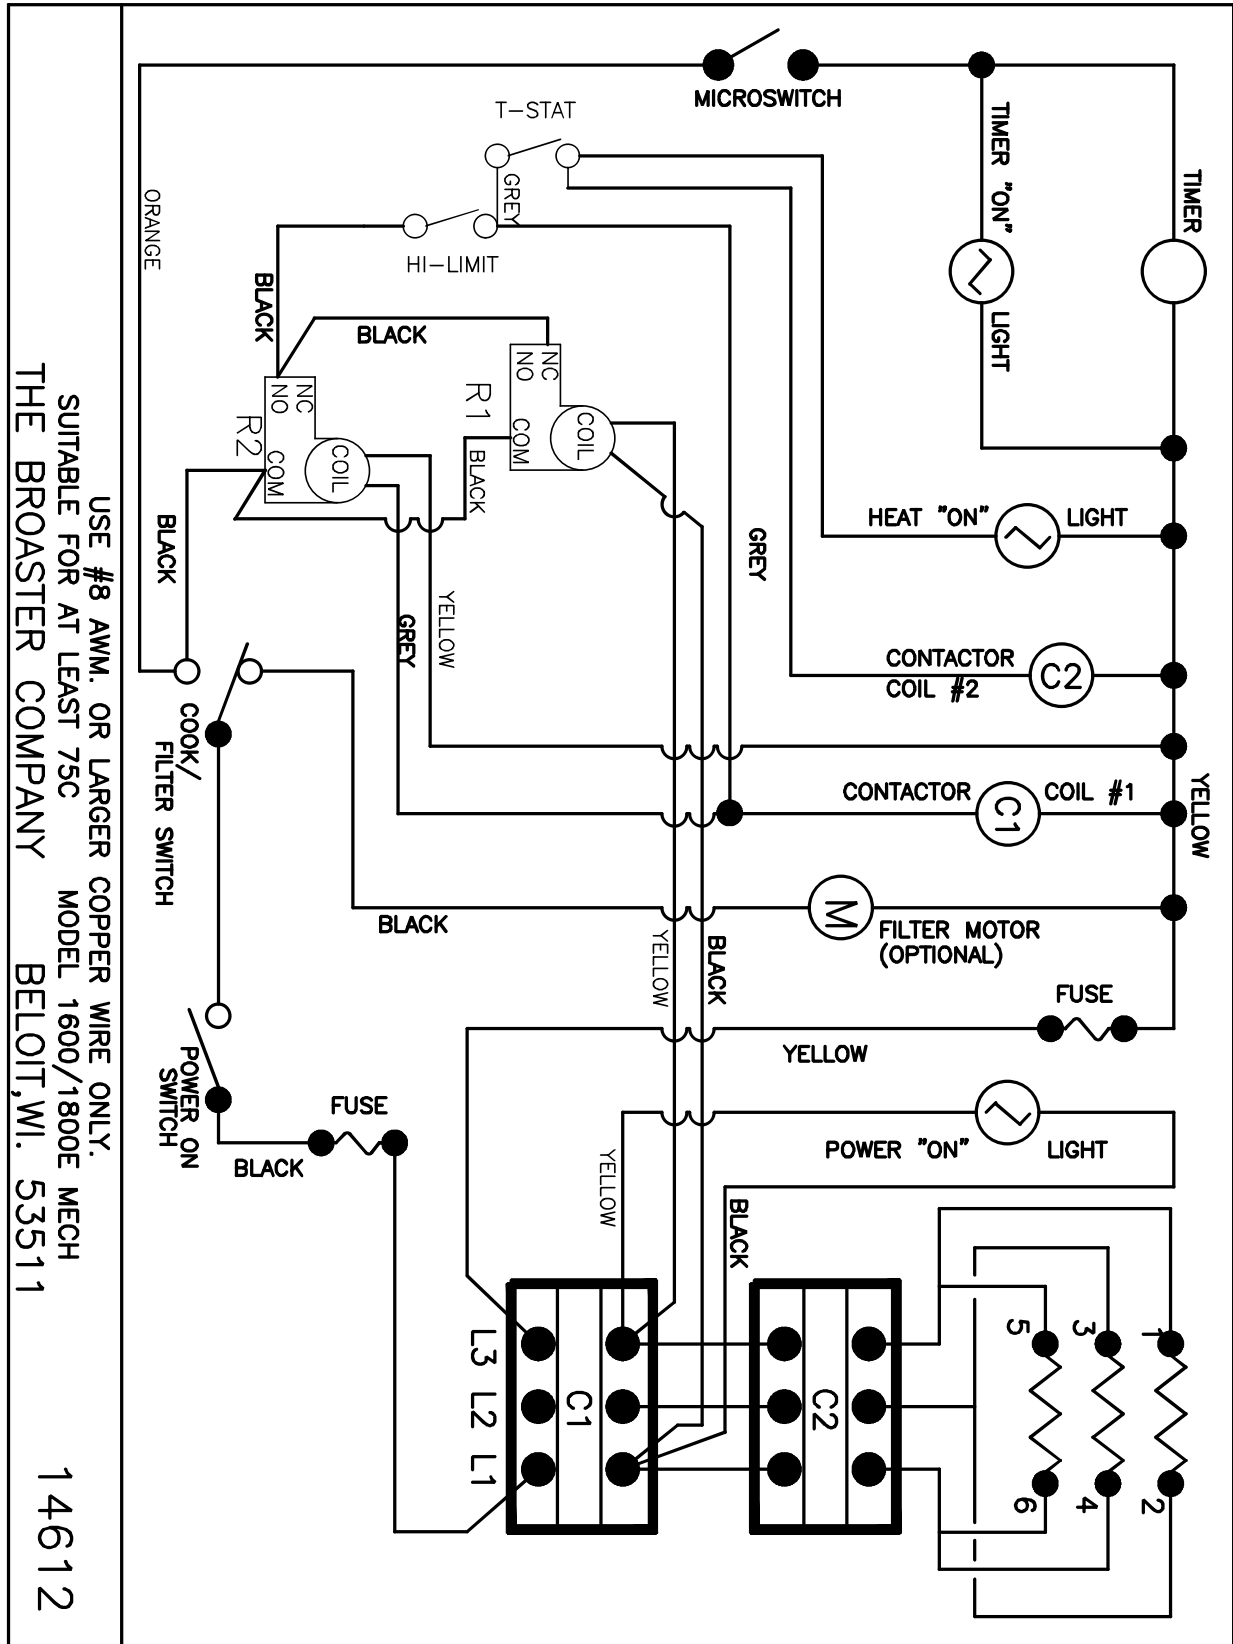 MICROSWITCH
T-STAT
TIMER "ON"
LIGHT
TIMER
GREY
HI-LIMIT
ORANGE
BLACK
BLACK
NO
NC
R1
COM
COIL
NO
NC
R2
COM
COIL
BLACK
BLACK
GREY
YELLOW
GREY
HEAT "ON"
LIGHT
CONTACTOR
COIL #2
C2
CONTACTOR
C1
COIL #1
YELLOW
COOK/
FILTER SWITCH
BLACK
M
FILTER MOTOR
(OPTIONAL)
YELLOW
BLACK
FUSE
YELLOW
POWER ON
SWITCH
FUSE
BLACK
POWER "ON"
LIGHT
YELLOW
BLACK
L3
L2
L1
C1
C2
5
3
1
6
4
2
USE #8 AWM. OR LARGER COPPER WIRE ONLY.
SUITABLE FOR AT LEAST 75C MODEL 1600/1800E MECH
THE BROASTER COMPANY BELOIT,WI. 53511 14612